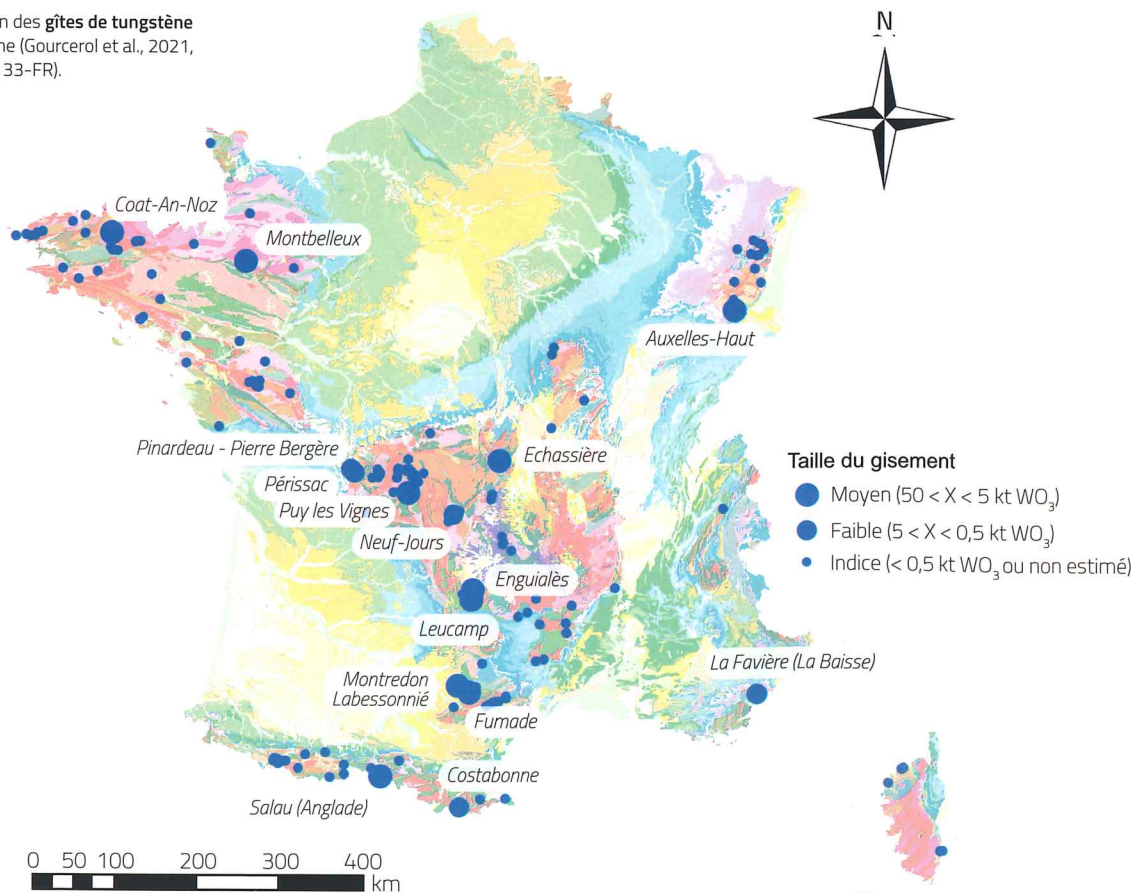 n des gîtes de tungstène
ne (Gourcerol et al., 2021,
33-FR).
N
Coat-An-Noz
Montbelleux
Auxelles-Haut
Pinardeau - Pierre Bergère
Echassière
Périssac
Puy les Vignes
Neuf-Jours
Enguialès
Leucamp
La Favière (La Baisse)
Montredon
Labessonnié
Fumade
Costabonne
Salau (Anglade)
Taille du gisement
Moyen (50 < X < 5 kt WO₃)
Faible (5 < X < 0,5 kt WO₃)
Indice (< 0,5 kt WO₃ ou non estimé)
0 50 100 200 300 400
km